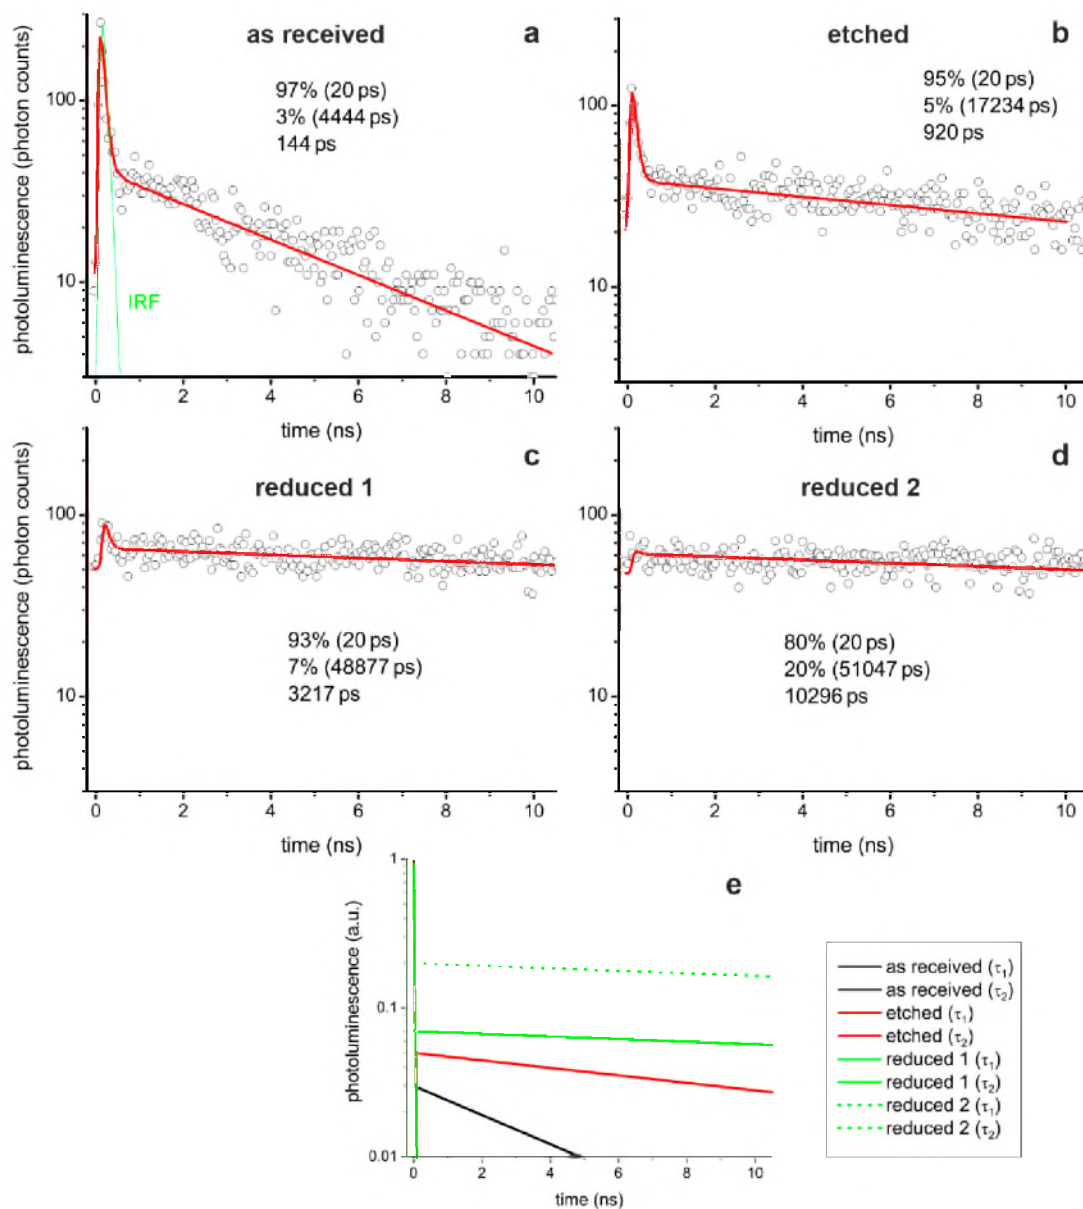 as received
a
97% (20 ps)
3% (4444 ps)
144 ps
IRF
100
10
0 2 4 6 8 10
time (ns)
photoluminescence (photon counts)
etched
b
95% (20 ps)
5% (17234 ps)
920 ps
100
10
0 2 4 6 8 10
time (ns)
c
reduced 1
93% (20 ps)
7% (48877 ps)
3217 ps
100
10
0 2 4 6 8 10
time (ns)
photoluminescence (photon counts)
d
reduced 2
80% (20 ps)
20% (51047 ps)
10296 ps
100
10
0 2 4 6 8 10
time (ns)
e
1
0.1
0.01
0 2 4 6 8 10
time (ns)
photoluminescence (a.u.)
as received (τ₁)
as received (τ₂)
etched (τ₁)
etched (τ₂)
reduced 1 (τ₁)
reduced 1 (τ₂)
reduced 2 (τ₁)
reduced 2 (τ₂)